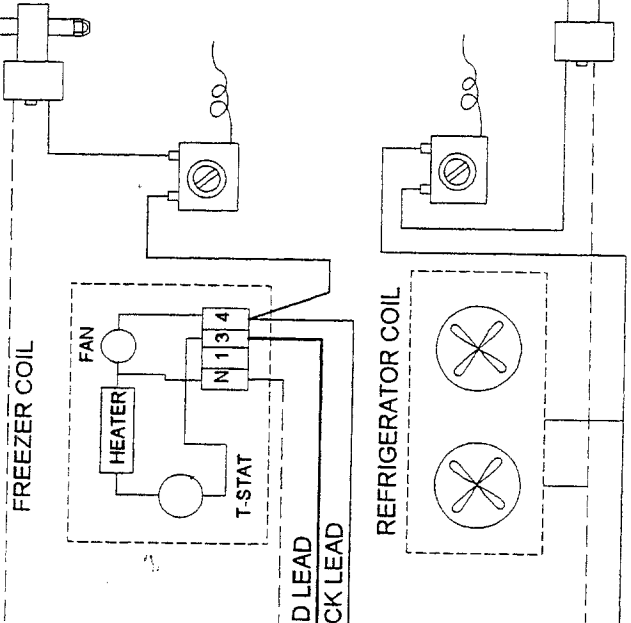 FREEZER COIL
FAN
HEATER
T-STAT
N 1 3 4
D LEAD
CK LEAD
REFRIGERATOR COIL